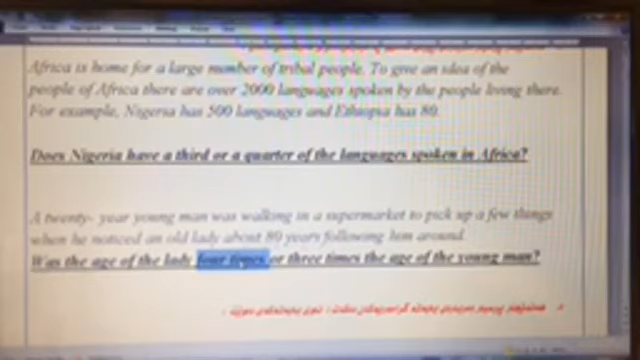 Africa is home for a large number of tribal people. To give an idea of the
people of Africa there are over 2000 languages spoken by the people living there.
For example, Nigeria has 500 languages and Ethiopia has 80.
Does Nigeria have a third or a quarter of the languages spoken in Africa?
A twenty- year young man was walking in a supermarket to pick up a few things
when he noticed an old lady about 80 years following him around.
Was the age of the lady four times or three times the age of the young man?